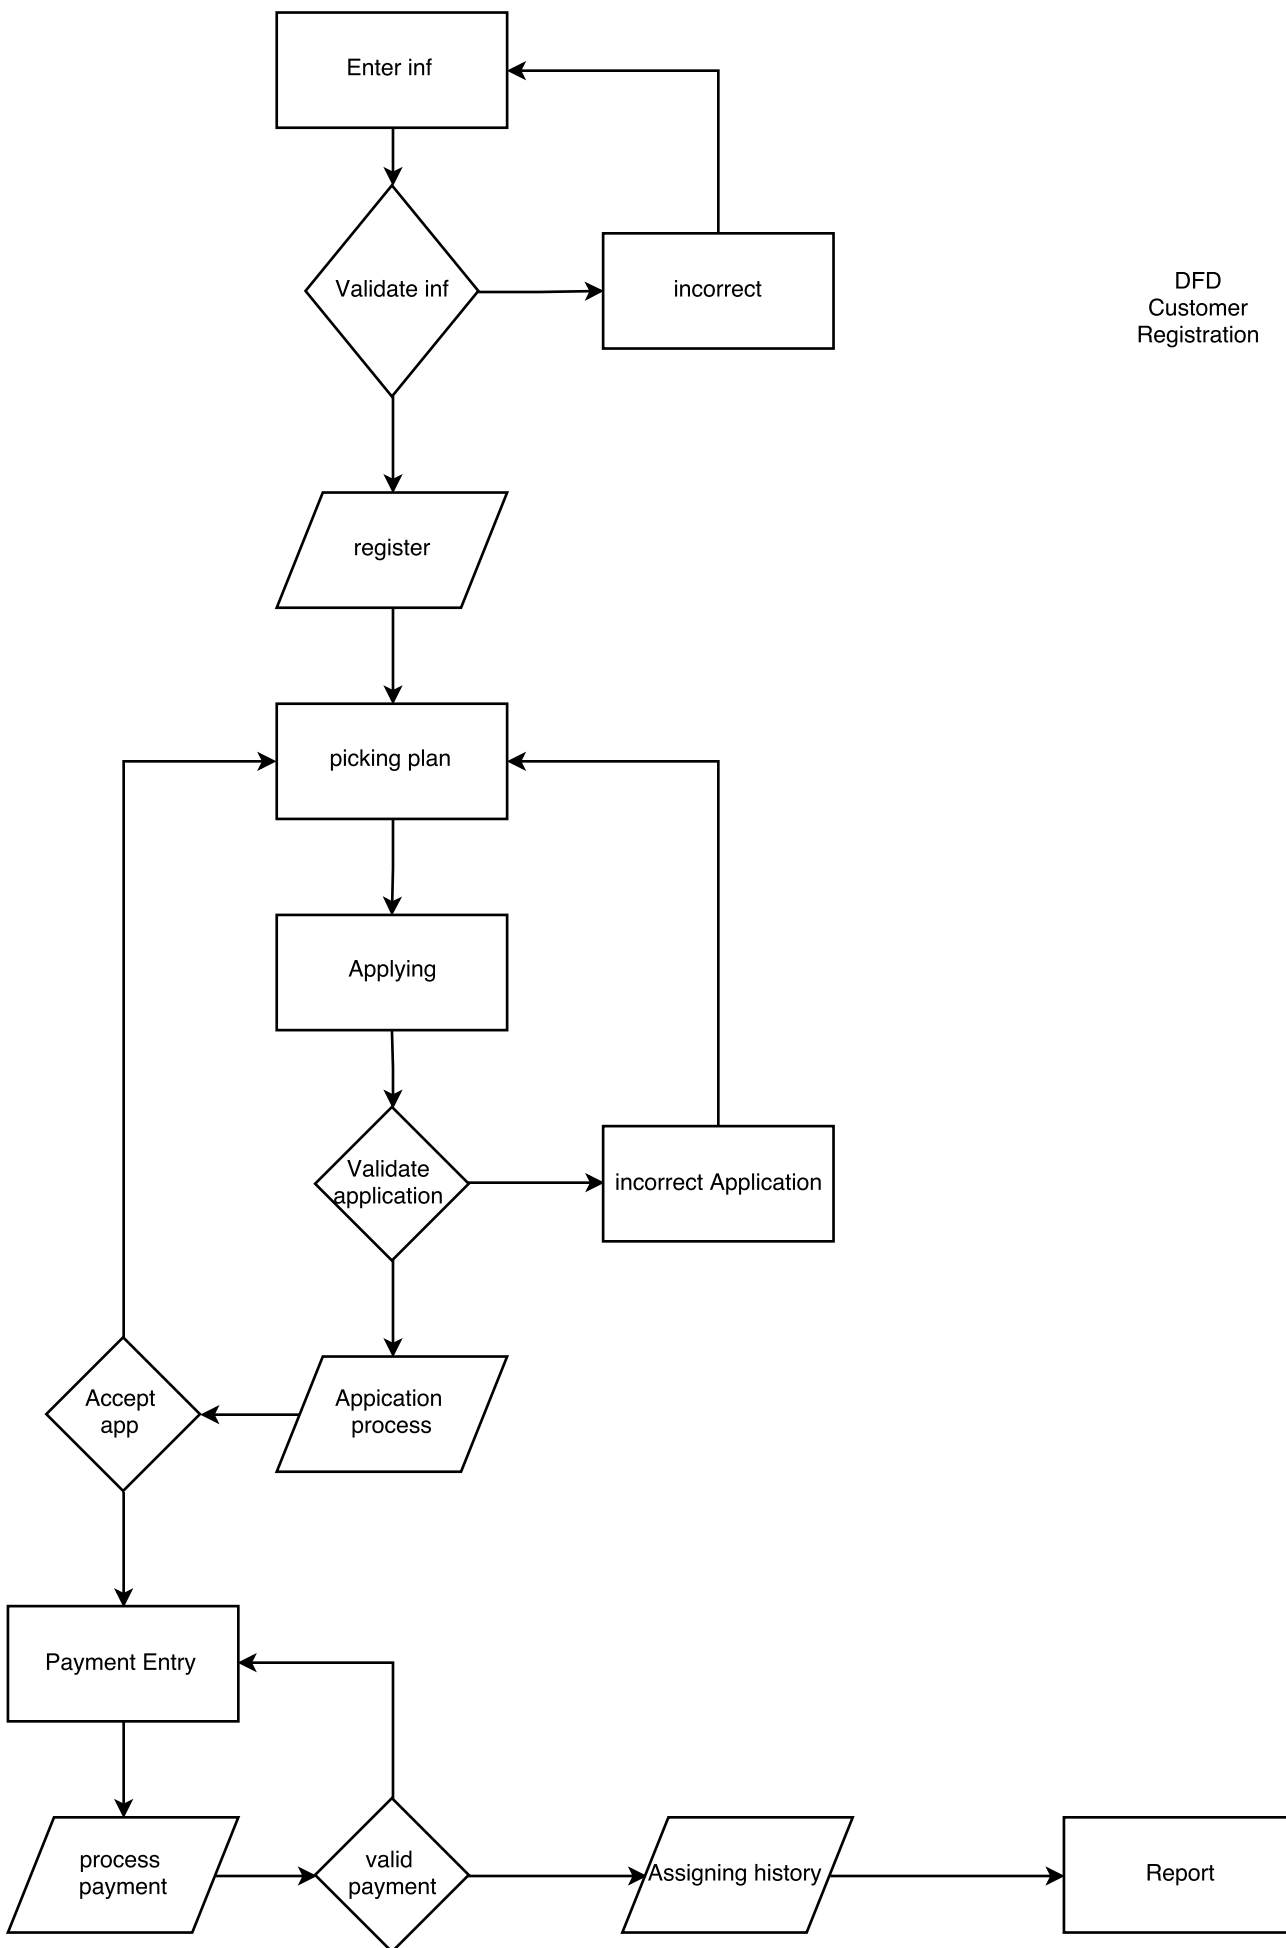 Enter inf
Validate inf
incorrect
DFD
Customer
Registration
register
picking plan
Applying
Validate
application
incorrect Application
Accept
app
Appication
process
Payment Entry
process
payment
valid
payment
Assigning history
Report